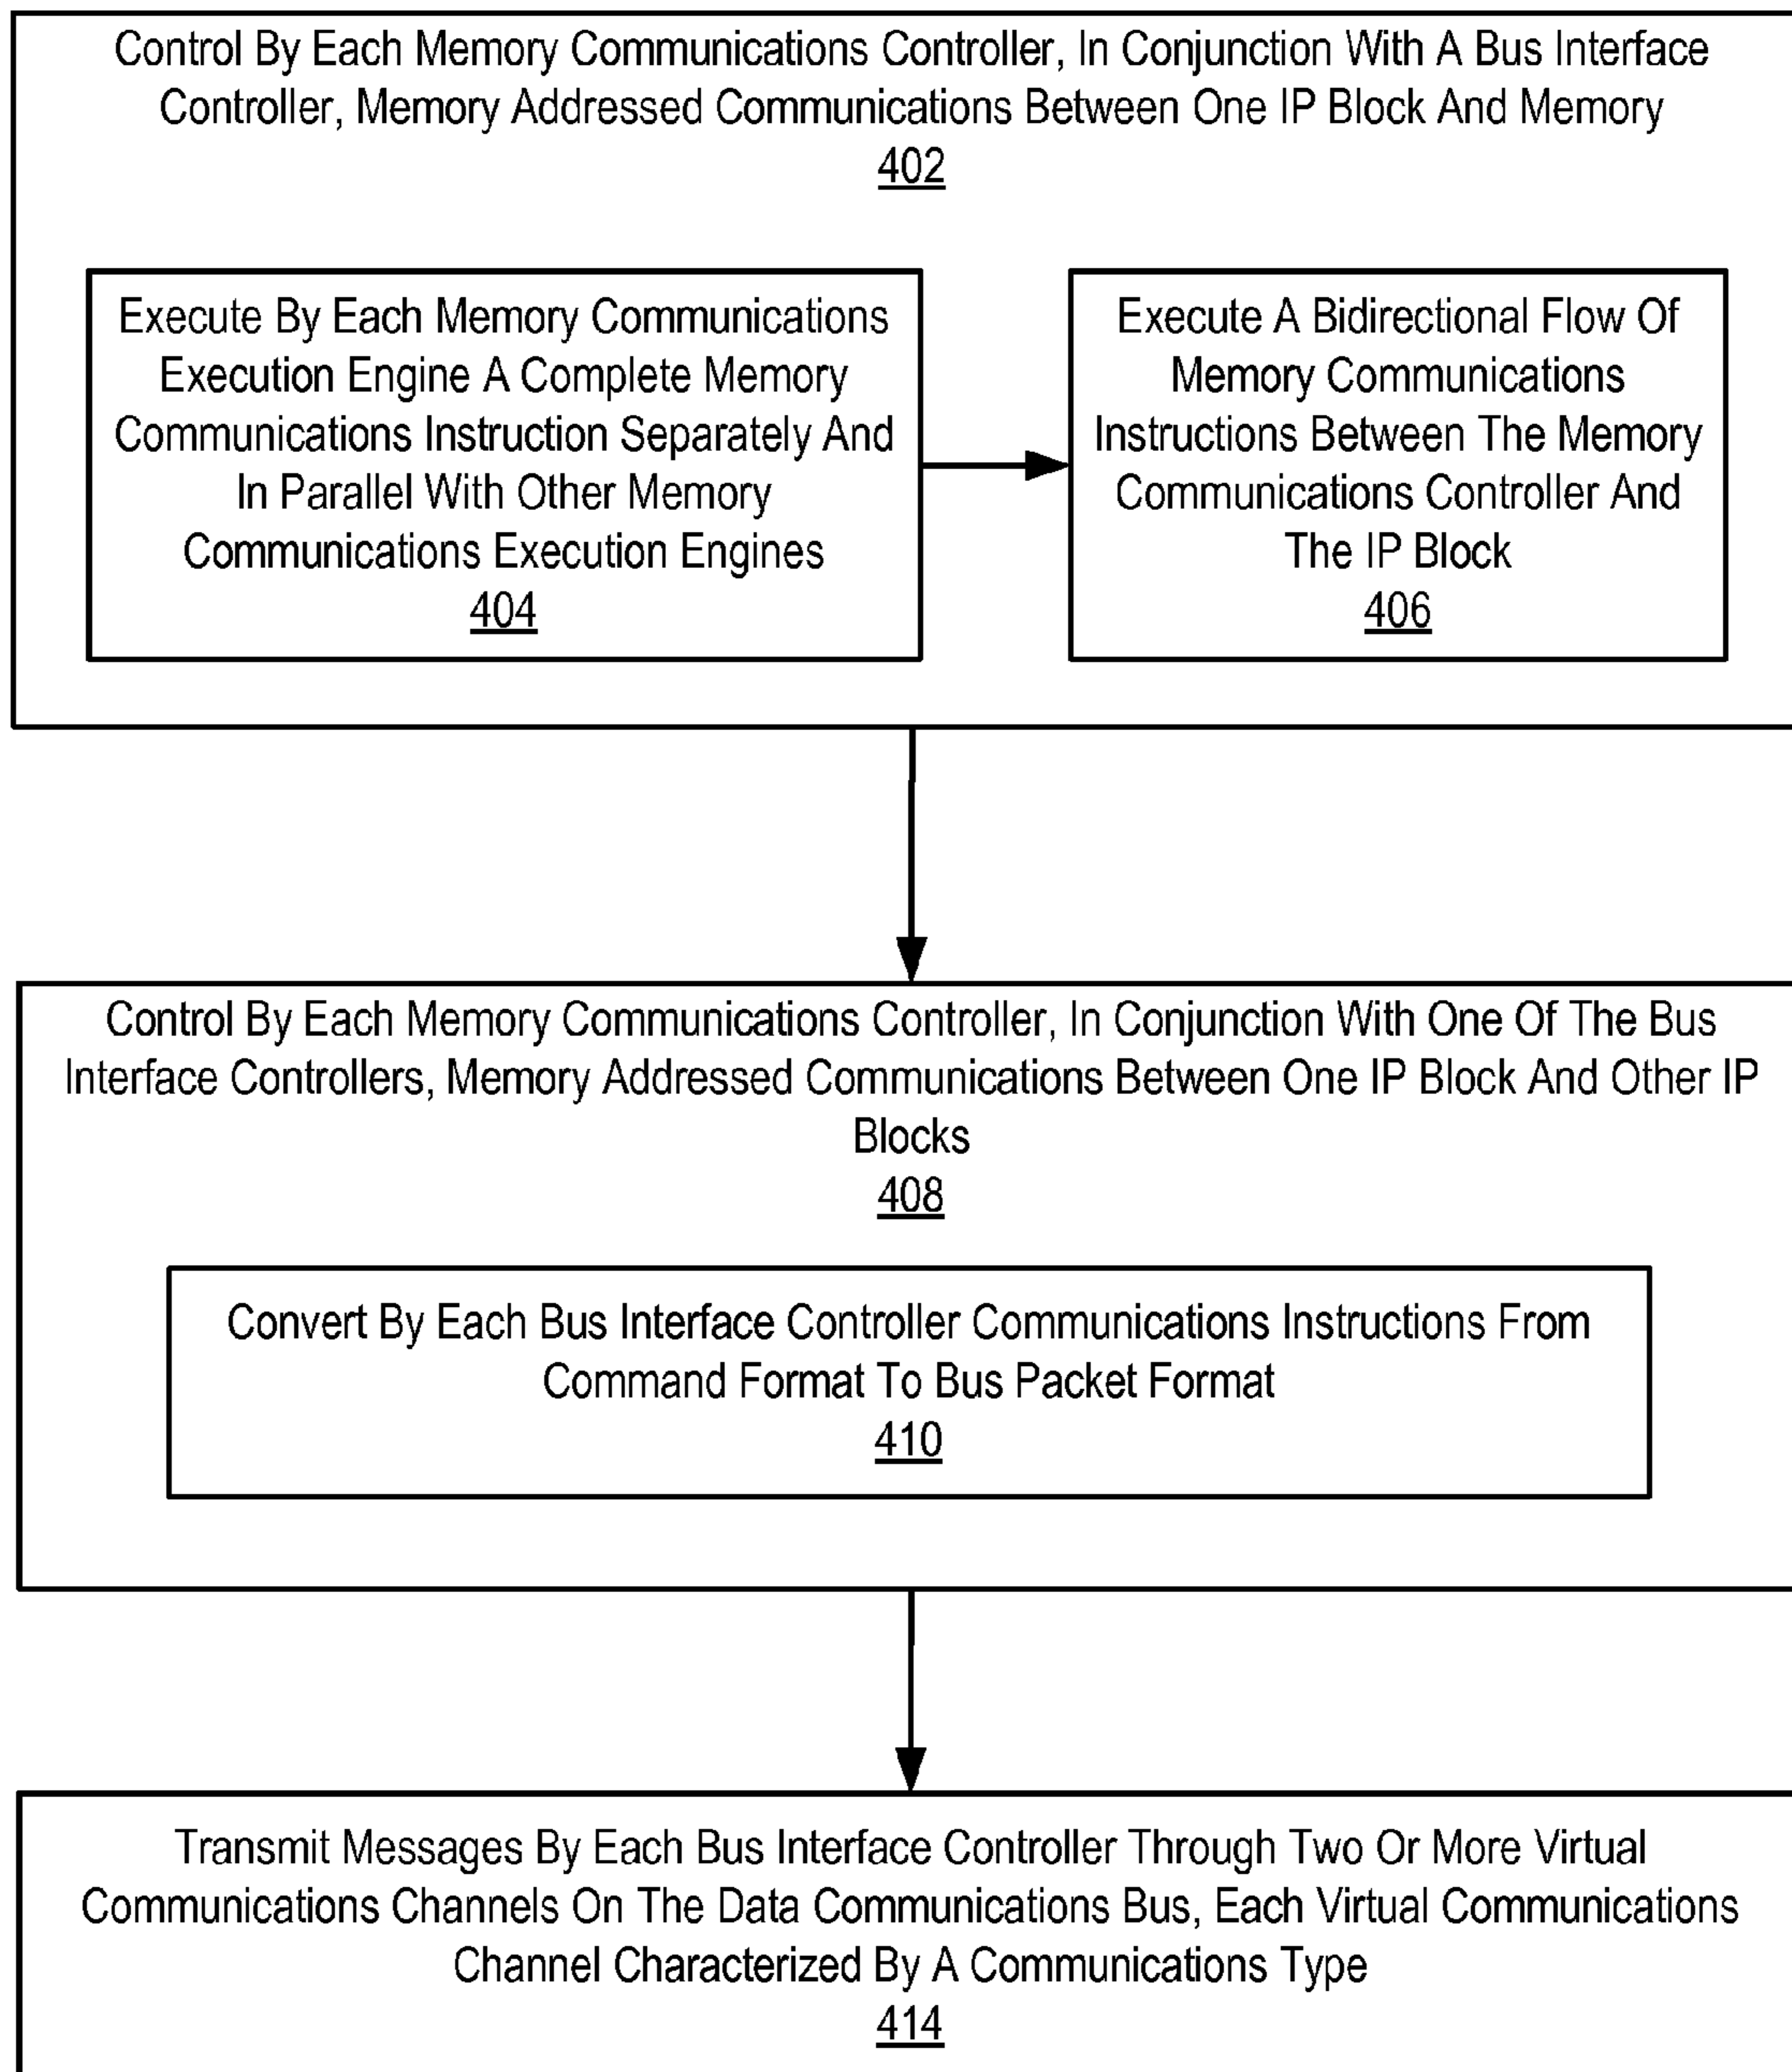 Control By Each Memory Communications Controller, In Conjunction With A Bus Interface
Controller, Memory Addressed Communications Between One IP Block And Memory
402
Execute By Each Memory Communications
Execution Engine A Complete Memory
Communications Instruction Separately And
In Parallel With Other Memory
Communications Execution Engines
404
Execute A Bidirectional Flow Of
Memory Communications
Instructions Between The Memory
Communications Controller And
The IP Block
406
Control By Each Memory Communications Controller, In Conjunction With One Of The Bus
Interface Controllers, Memory Addressed Communications Between One IP Block And Other IP
Blocks
408
Convert By Each Bus Interface Controller Communications Instructions From
Command Format To Bus Packet Format
410
Transmit Messages By Each Bus Interface Controller Through Two Or More Virtual
Communications Channels On The Data Communications Bus, Each Virtual Communications
Channel Characterized By A Communications Type
414